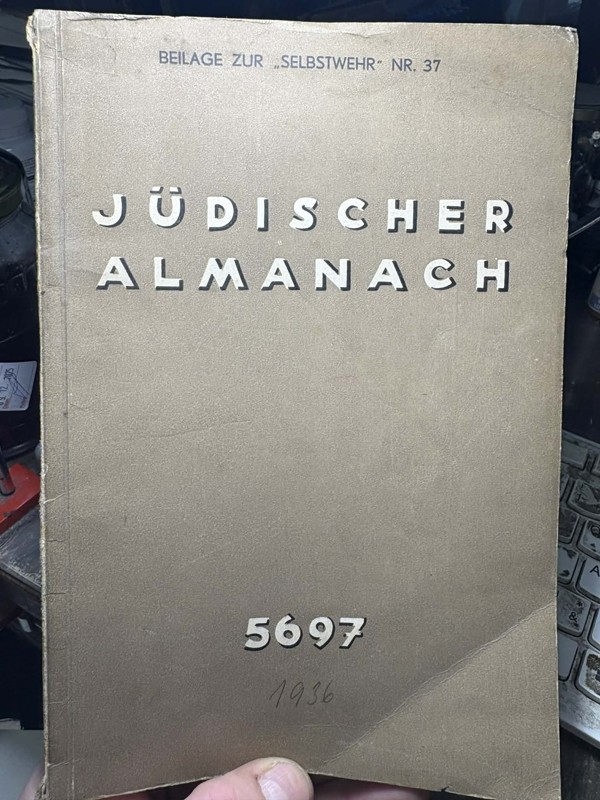 BEILAGE ZUR „SELBSTWEHR“ NR. 37
JÜDISCHER
ALMANACH
5697
1936